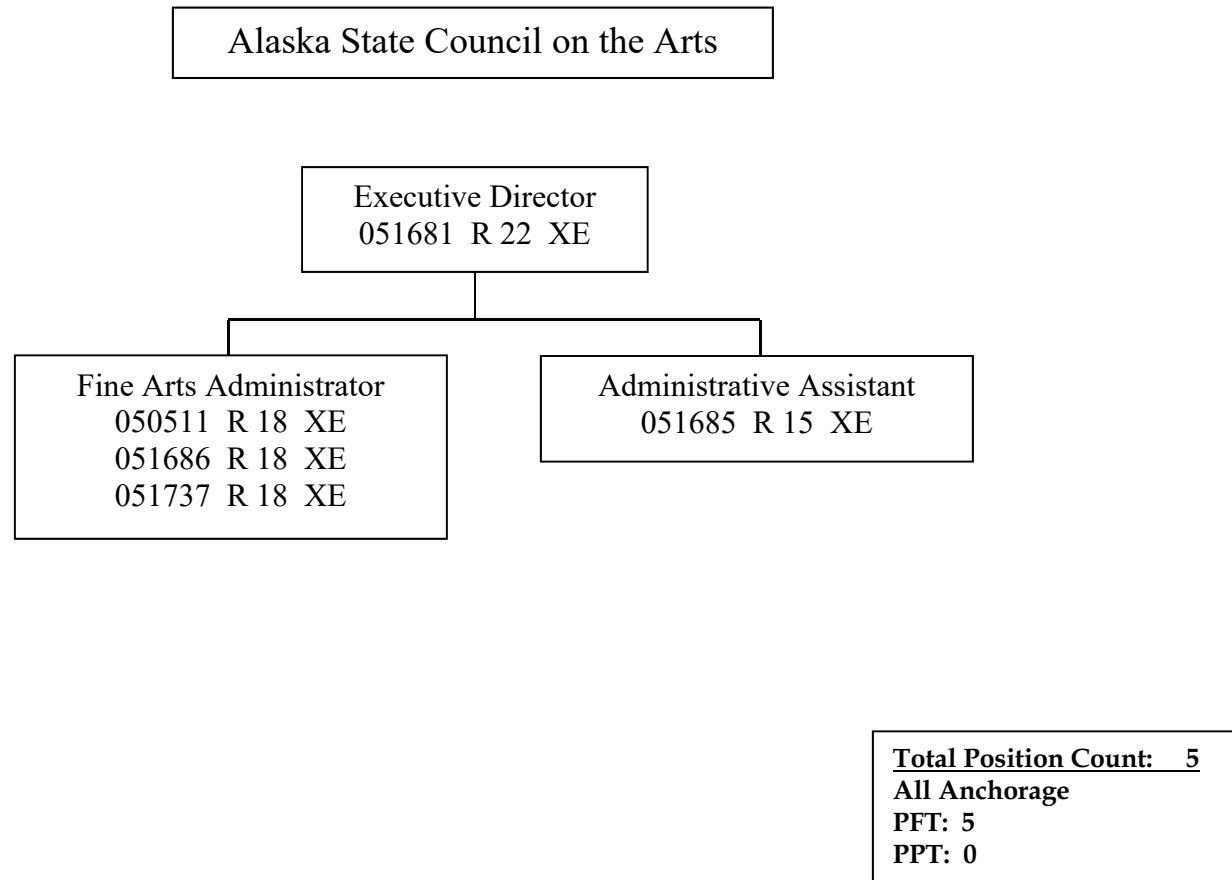 Alaska State Council on the Arts
Executive Director
051681 R 22 XE
Fine Arts Administrator
050511 R 18 XE
051686 R 18 XE
051737 R 18 XE
Administrative Assistant
051685 R 15 XE
Total Position Count: 5
All Anchorage
PFT: 5
PPT: 0